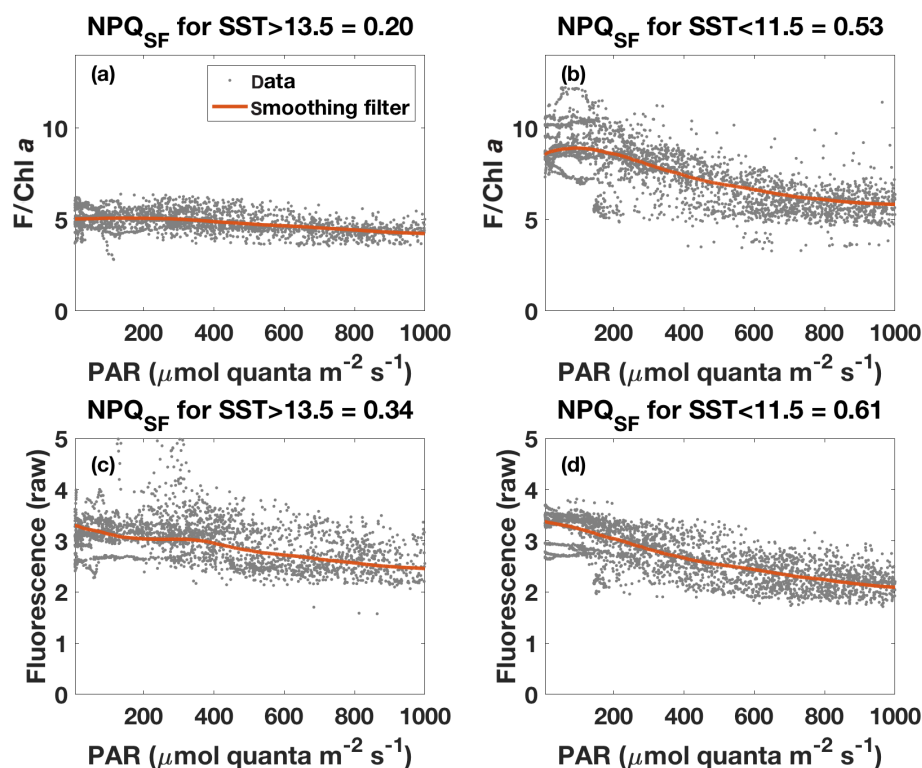 NPQSF for SST>13.5 = 0.20
NPQSF for SST<11.5 = 0.53
(a)
Data
Smoothing filter
F/Chl a
10
5
0
200 400 600 800 1000
PAR (μmol quanta m-2 s-1)
(b)
F/Chl a
10
5
0
200 400 600 800 1000
PAR (μmol quanta m-2 s-1)
NPQSF for SST>13.5 = 0.34
NPQSF for SST<11.5 = 0.61
(c)
Fluorescence (raw)
5
4
3
2
1
0
200 400 600 800 1000
PAR (μmol quanta m-2 s-1)
(d)
Fluorescence (raw)
5
4
3
2
1
0
200 400 600 800 1000
PAR (μmol quanta m-2 s-1)